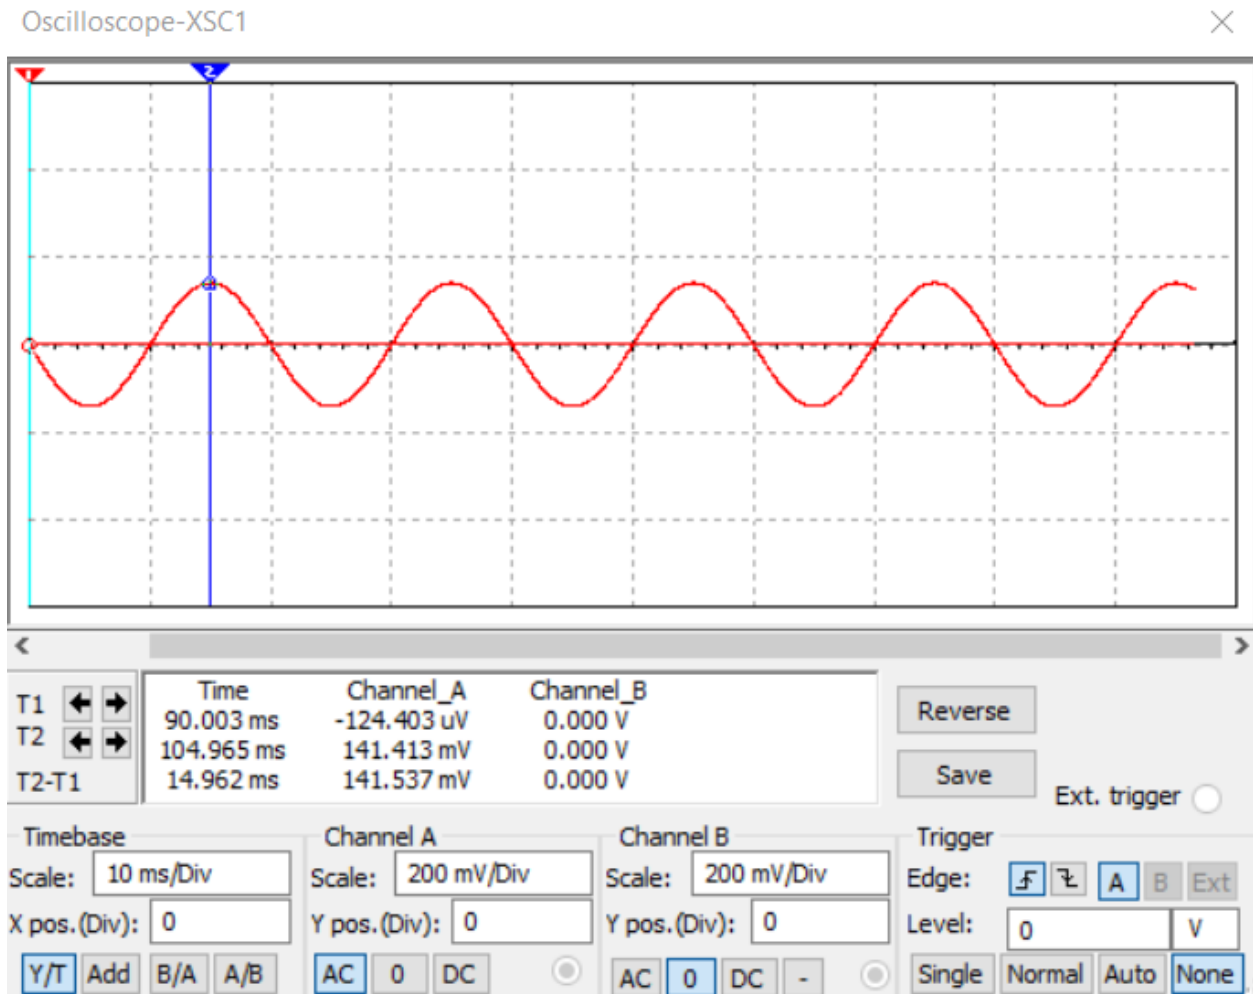 Oscilloscope-XSC1
1 2
T1
T2
T2-T1
Time Channel_A Channel_B
90.003 ms -124.403 uV 0.000 V
104.965 ms 141.413 mV 0.000 V
14.962 ms 141.537 mV 0.000 V
Reverse
Save
Ext. trigger
Timebase
Scale: 10 ms/Div
X pos.(Div): 0
Y/T Add B/A A/B
Channel A
Scale: 200 mV/Div
Y pos.(Div): 0
AC 0 DC
Channel B
Scale: 200 mV/Div
Y pos.(Div): 0
AC 0 DC -
Trigger
Edge: A B Ext
Level: 0 V
Single Normal Auto None